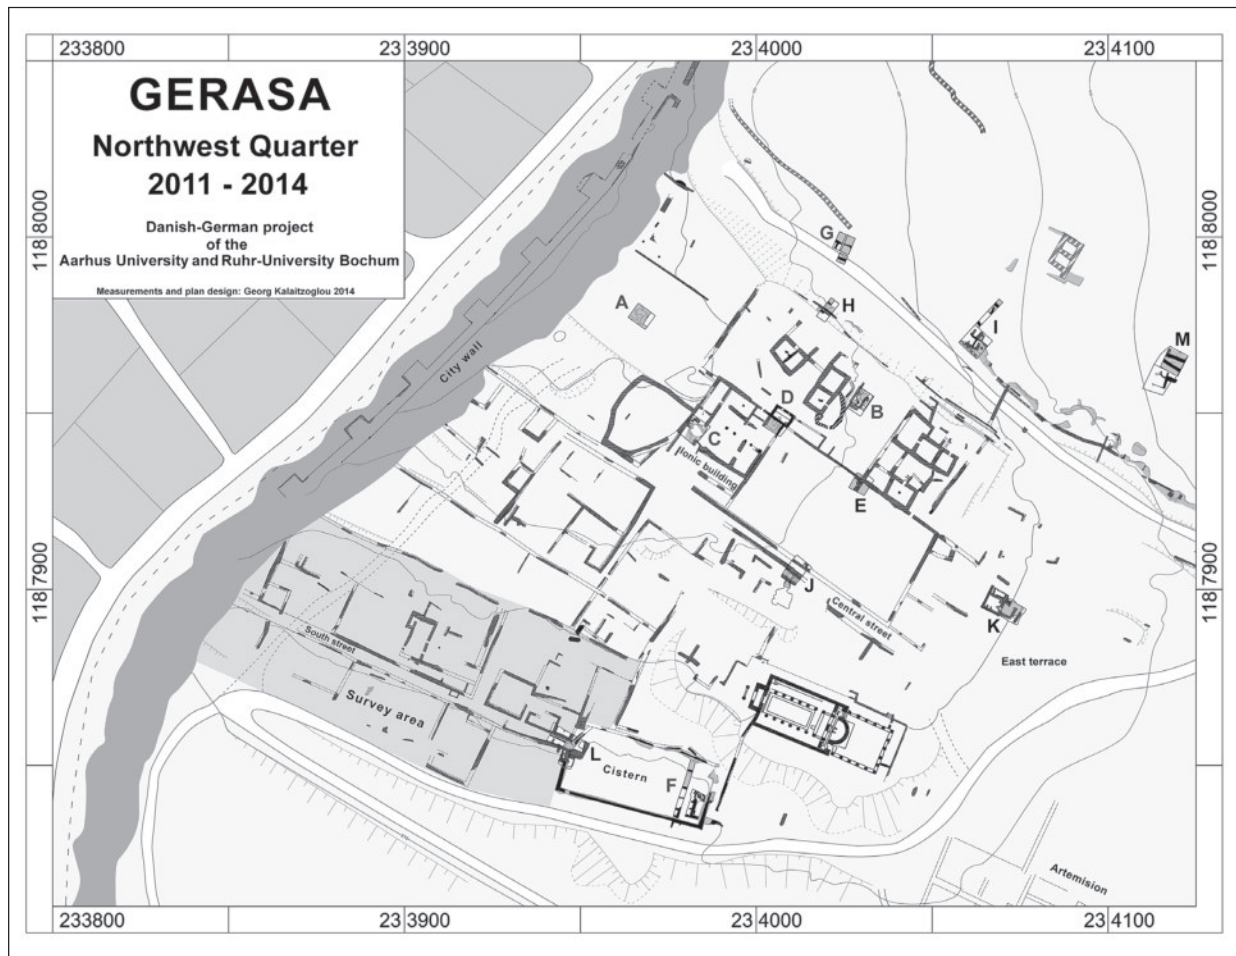 233800
23 3900
23 4000
23 4100
GERASA
Northwest Quarter
2011 - 2014
Danish-German project
of the
Aarhus University and Ruhr-University Bochum
Measurements and plan design: Georg Kalaitzoglou 2014
118 8000
118 8000
G
H
A
I
M
City wall
D
B
C
Ionic building
E
118 7900
118 7900
J
Central street
K
South street
East terrace
Survey area
L
Cistern
F
Artemision
233800
23 3900
23 4000
23 4100